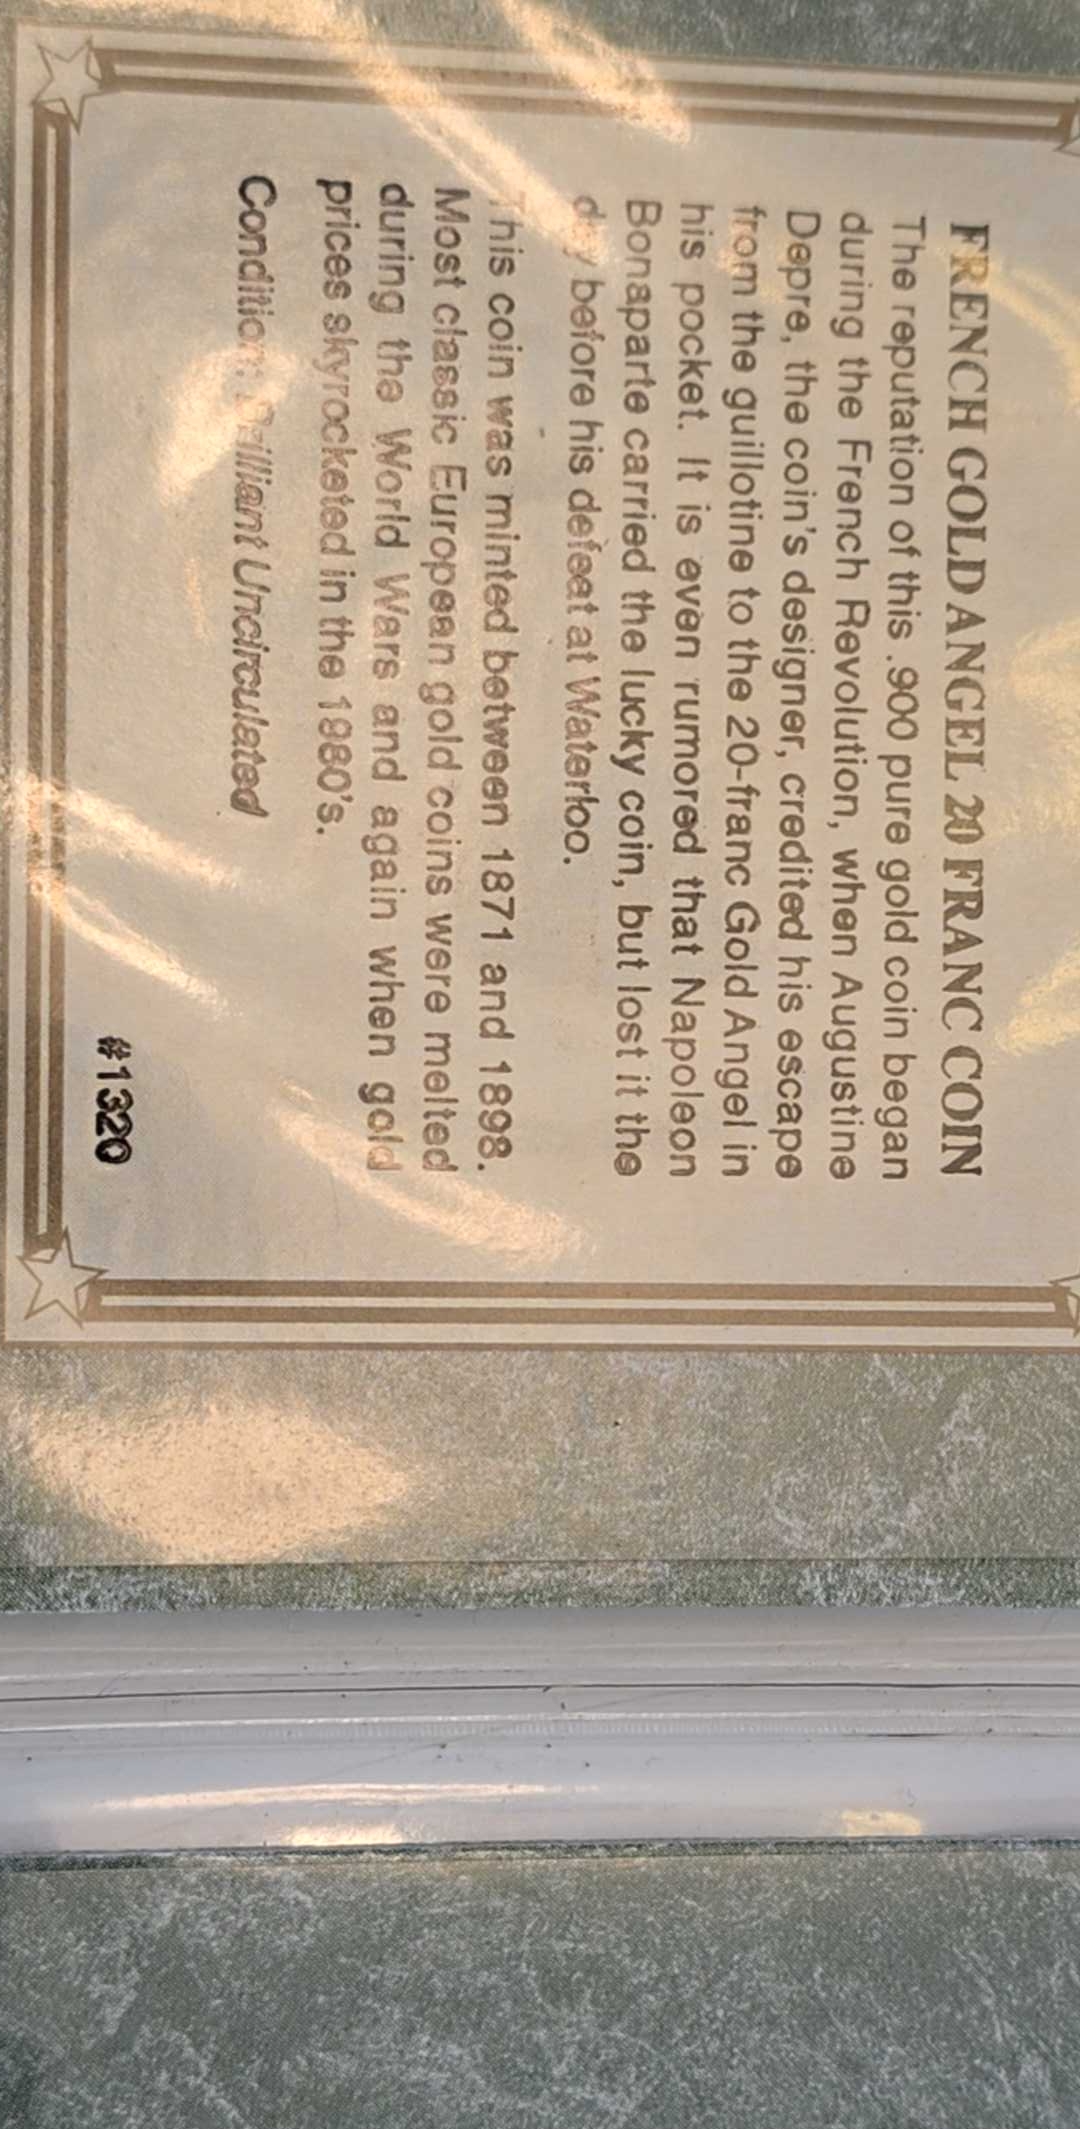 FRENCH GOLD ANGEL 20 FRANC COIN
The reputation of this .900 pure gold coin began
during the French Revolution, when Augustine
Depre, the coin's designer, credited his escape
from the guillotine to the 20-franc Gold Angel in
his pocket. It is even rumored that Napoleon
Bonaparte carried the lucky coin, but lost it the
day before his defeat at Waterloo.
This coin was minted between 1871 and 1898.
Most classic European gold coins were melted
during the World Wars and again when gold
prices skyrocketed in the 1980's.
Condition: Brilliant Uncirculated
#1320